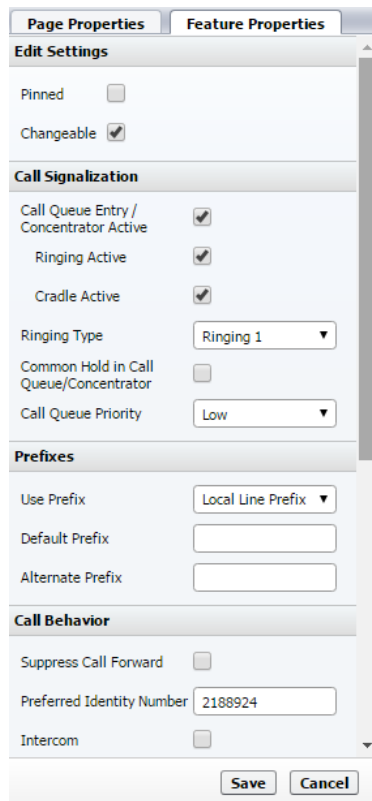 Page Properties Feature Properties
Edit Settings
Pinned
Changeable
Call Signalization
Call Queue Entry /
Concentrator Active
Ringing Active
Cradle Active
Ringing Type Ringing 1
Common Hold in Call
Queue/Concentrator
Call Queue Priority Low
Prefixes
Use Prefix Local Line Prefix
Default Prefix
Alternate Prefix
Call Behavior
Suppress Call Forward
Preferred Identity Number 2188924
Intercom
Save Cancel